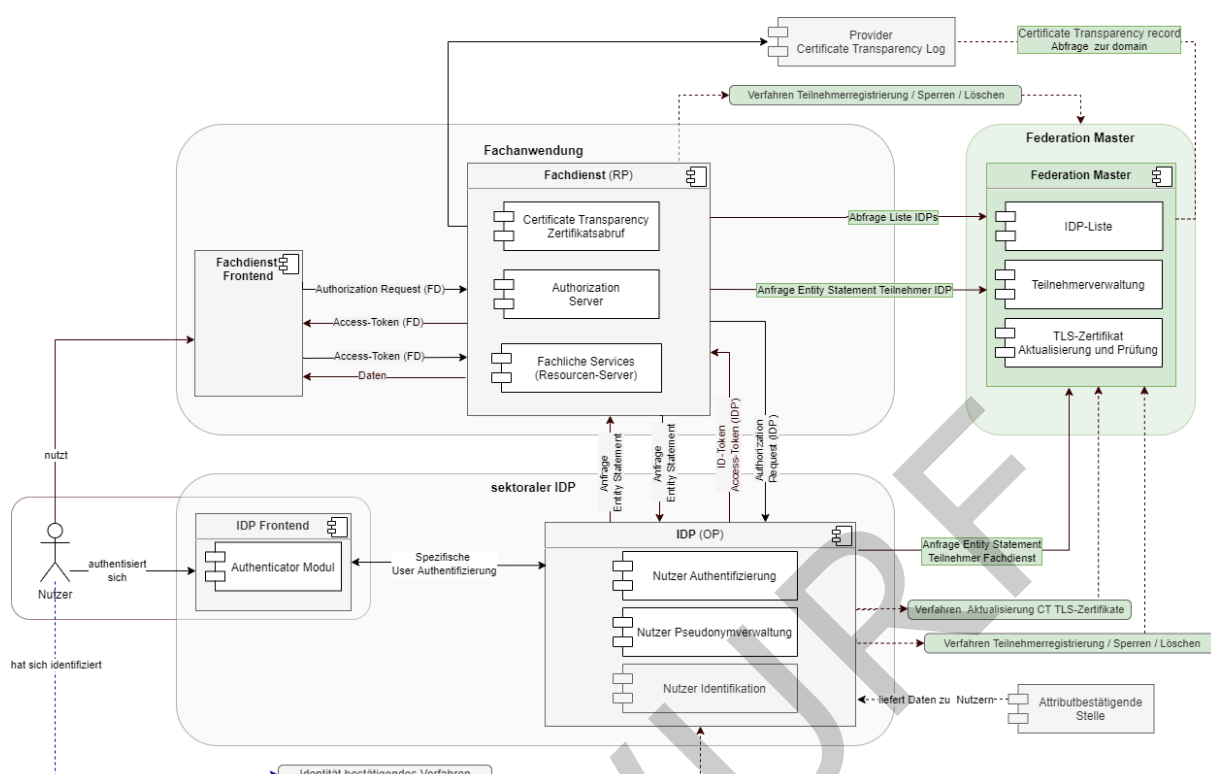 Provider
Certificate Transparency Log
Certificate Transparency record
Abfrage zur domain
Verfahren Teilnehmerregistrierung / Sperren / Löschen
Fachanwendung
Fachdienst (RP)
Certificate Transparency
Zertifikatsabruf
Authorization
Server
Fachliche Services
(Resourcen-Server)
Fachdienst
Frontend
Authorization Request (FD)
Access-Token (FD)
Access-Token (FD)
Daten
Abfrage Liste IDPs
Anfrage Entity Statement Teilnehmer IDP
Federation Master
Federation Master
IDP-Liste
Teilnehmerverwaltung
TLS-Zertifikat
Aktualisierung und Prüfung
Anfrage
Entity Statement
Anfrage
Entity Statement
ID-Token
Access-Token (IDP)
Authorization
Request (IDP)
nutzt
sektoraler IDP
IDP Frontend
Authenticator Modul
Nutzer
authentisiert
sich
Spezifische
User Authentifizierung
IDP (OP)
Nutzer Authentifizierung
Nutzer Pseudonymverwaltung
Nutzer Identifikation
Anfrage Entity Statement
Teilnehmer Fachdienst
Verfahren Aktualisierung CT TLS-Zertifikate
Verfahren Teilnehmerregistrierung / Sperren / Löschen
hat sich identifiziert
liefert Daten zu Nutzern
Attributbestätigende
Stelle
Identität bestätigendes Verfahren
WURF